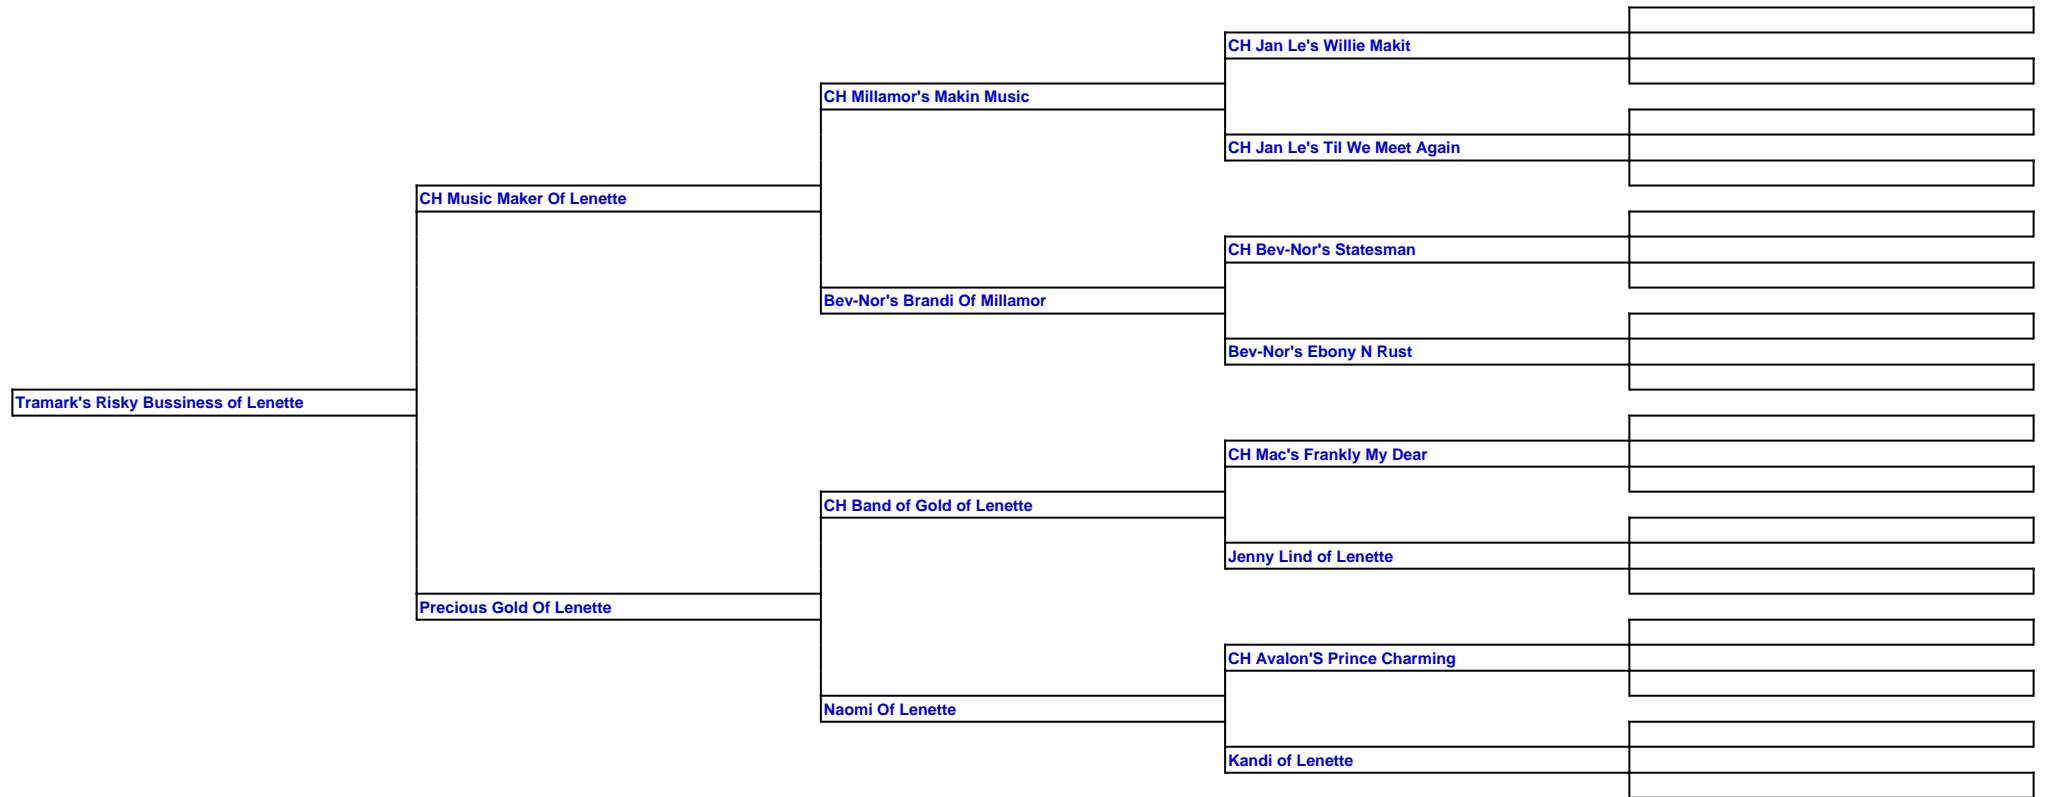 CH Jan Le's Willie Makit
CH Millamor's Makin Music
CH Jan Le's Til We Meet Again
CH Music Maker Of Lenette
CH Bev-Nor's Statesman
Bev-Nor's Brandi Of Millamor
Bev-Nor's Ebony N Rust
Tramark's Risky Bussiness of Lenette
CH Mac's Frankly My Dear
CH Band of Gold of Lenette
Jenny Lind of Lenette
Precious Gold Of Lenette
CH Avalon'S Prince Charming
Naomi Of Lenette
Kandi of Lenette